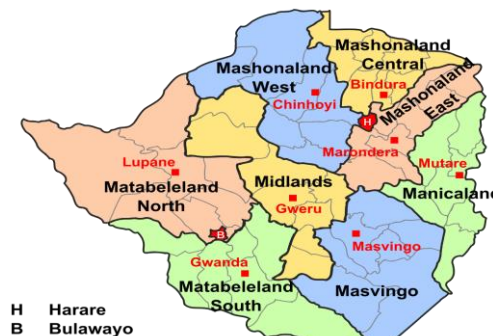 Mashonaland
Central
Bindura
Mashonaland
West
Chinhoyi
Mashonaland
East
H
Marondera
Mutare
Manicaland
Lupane
Matabeleland
North
Midlands
Gweru
Masvingo
B
Gwanda
Matabeleland
South
Masvingo
H Harare
B Bulawayo